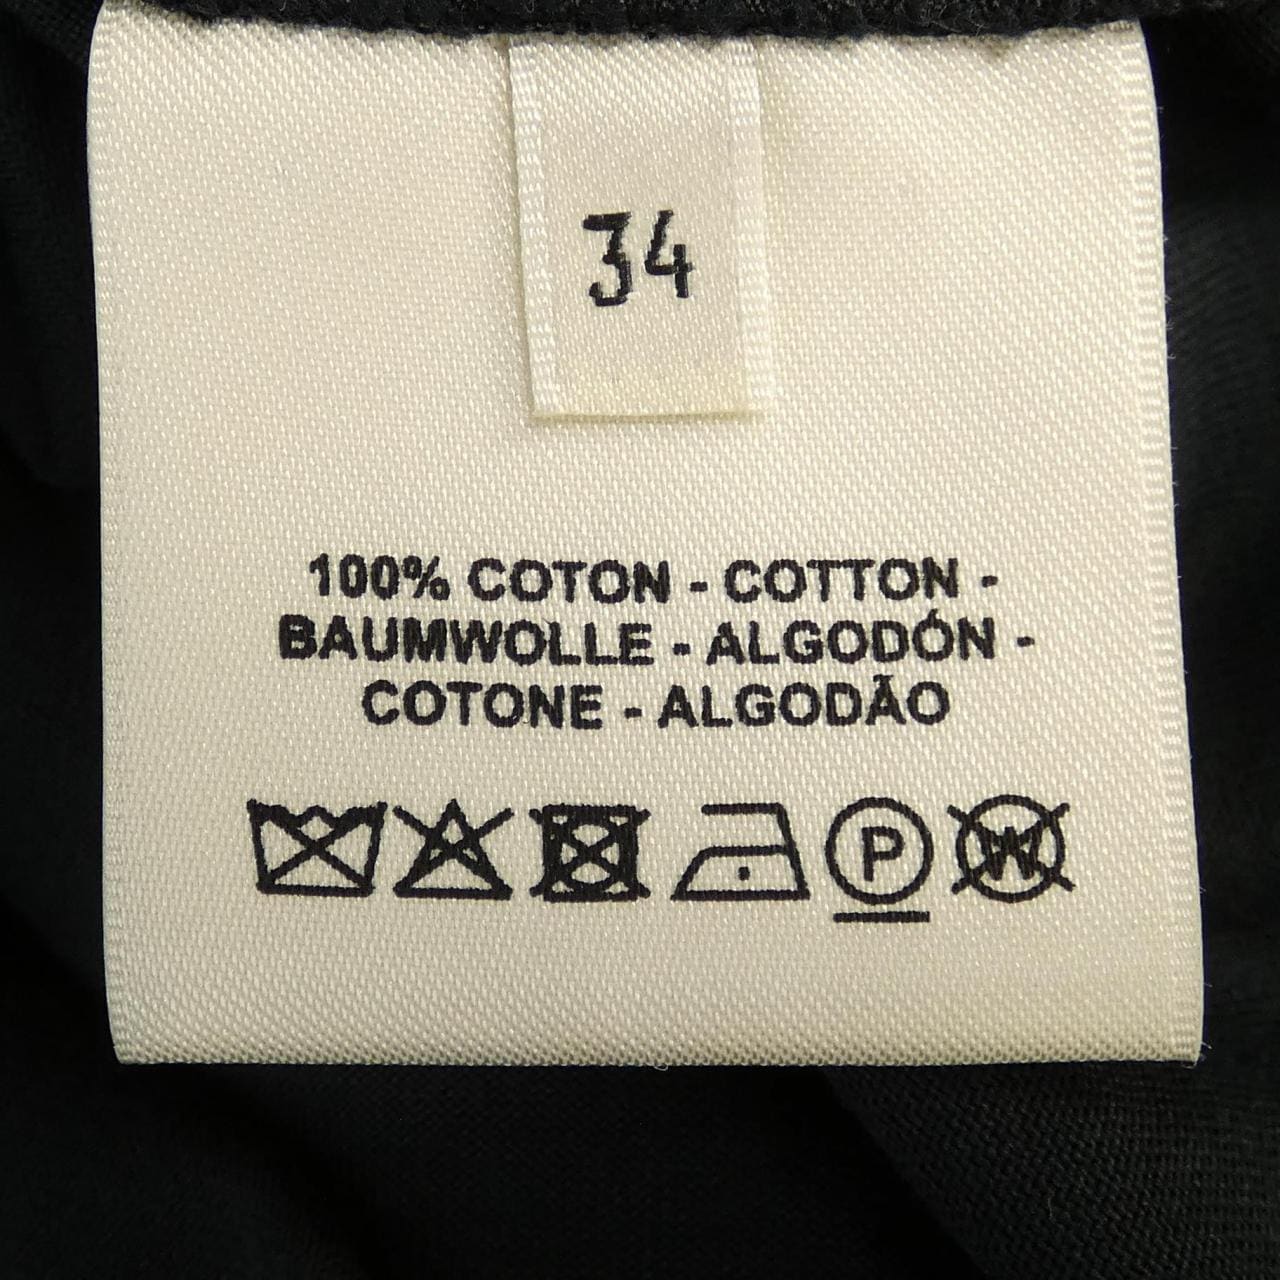 34
100% COTON - COTTON -
BAUMWOLLE - ALGODÓN -
COTONE - ALGODÃO
P W